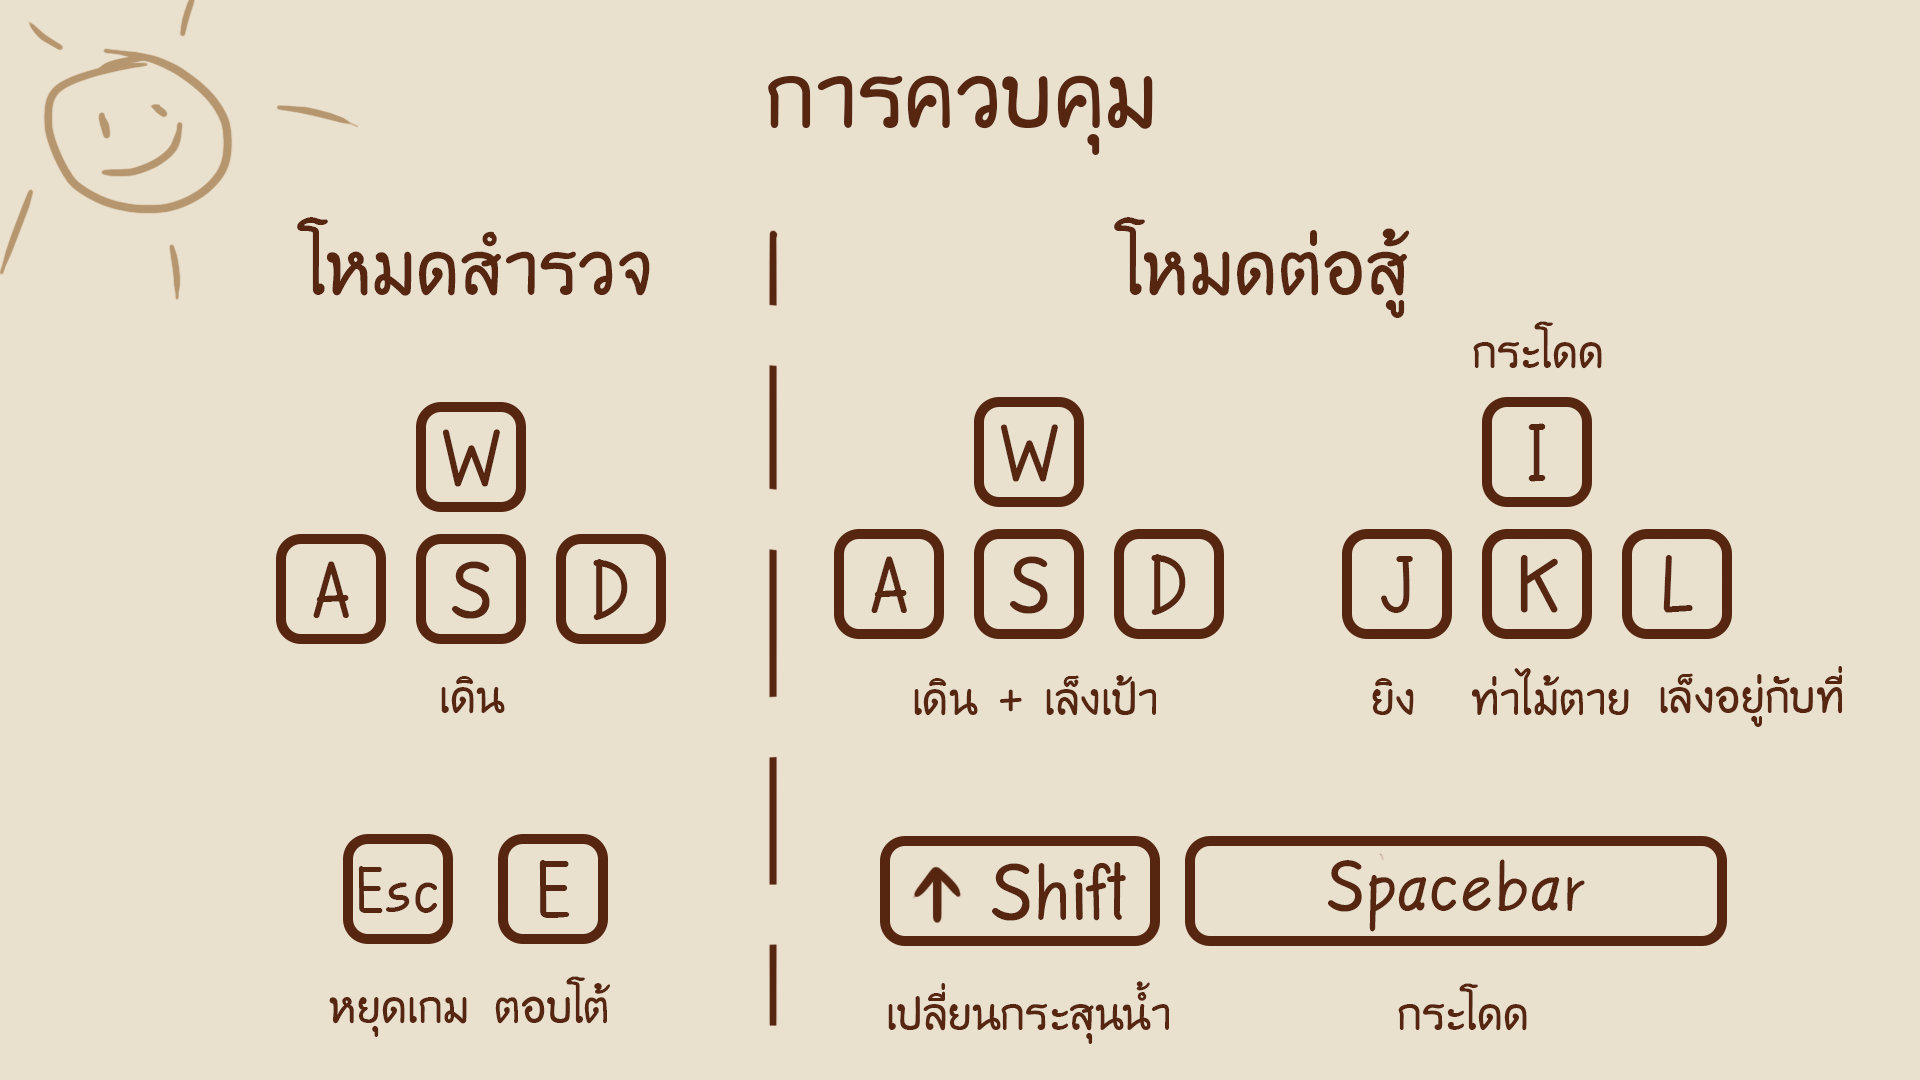 การควบคุม
โหมดสำรวจ
W
A S D
เดิน
Esc E
หยุดเกม ตอบโต้
โหมดต่อสู้
กระโดด
W I
A S D J K L
เดิน + เล็งเป้า ยิง ท่าไม้ตาย เล็งอยู่กับที่
↑ Shift Spacebar
เปลี่ยนกระสุนน้ำ กระโดด